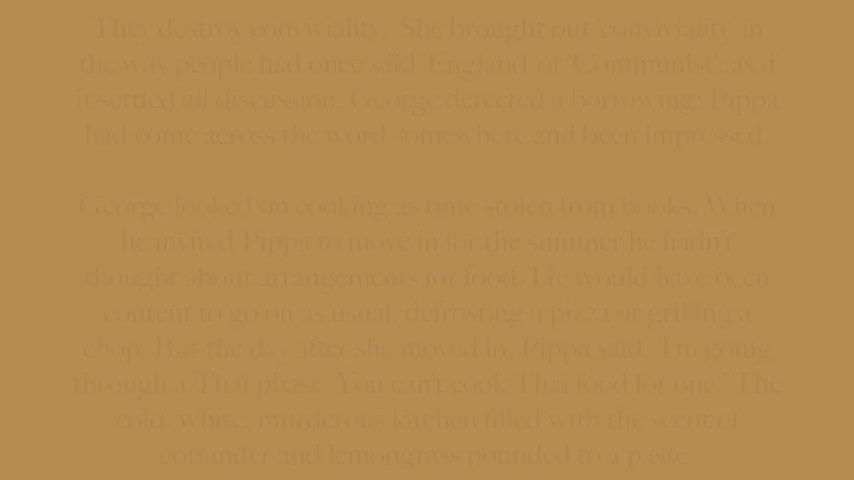 They destroy conviviality.' She brought out 'conviviality' in
the way people had once said 'England' or 'Communist', as if
it settled all discussion. George detected a borrowing: Pippa
had come across the word somewhere and been impressed.
George looked on cooking as time stolen from books. When
he invited Pippa to move in for the summer he hadn't
thought about arrangements for food. He would have been
content to go on as usual, defrosting a pizza or grilling a
chop. But the day after she moved in, Pippa said, 'I'm going
through a Thai phase. You can't cook Thai food for one.' The
cold, white, murderous kitchen filled with the scent of
coriander and lemongrass pounded to a paste.